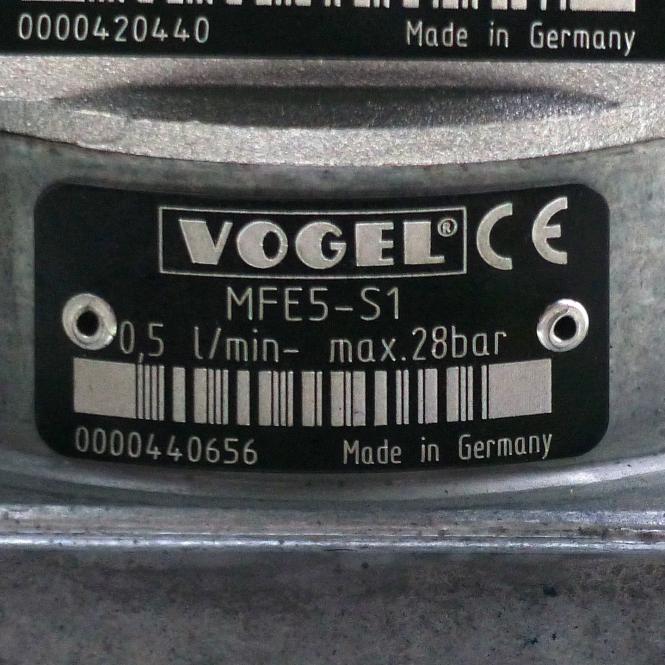 0000420440 Made in Germany
VOGEL® CE
MFE5-S1
0,5 l/min- max.28bar
0000440656 Made in Germany